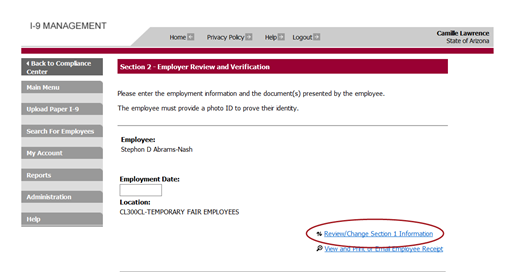 I-9 MANAGEMENT
Home Privacy Policy Help Logout
Camille Lawrence
State of Arizona
Back to Compliance
Center
Main Menu
Upload Paper I-9
Search For Employees
My Account
Reports
Administration
Help
Section 2 - Employer Review and Verification
Please enter the employment information and the document(s) presented by the employee.
The employee must provide a photo ID to prove their identity.
Employee:
Stephon D Abrams-Nash
Employment Date:
Location:
CL300CL-TEMPORARY FAIR EMPLOYEES
Review/Change Section 1 Information
View and Print or Email Employee Receipt